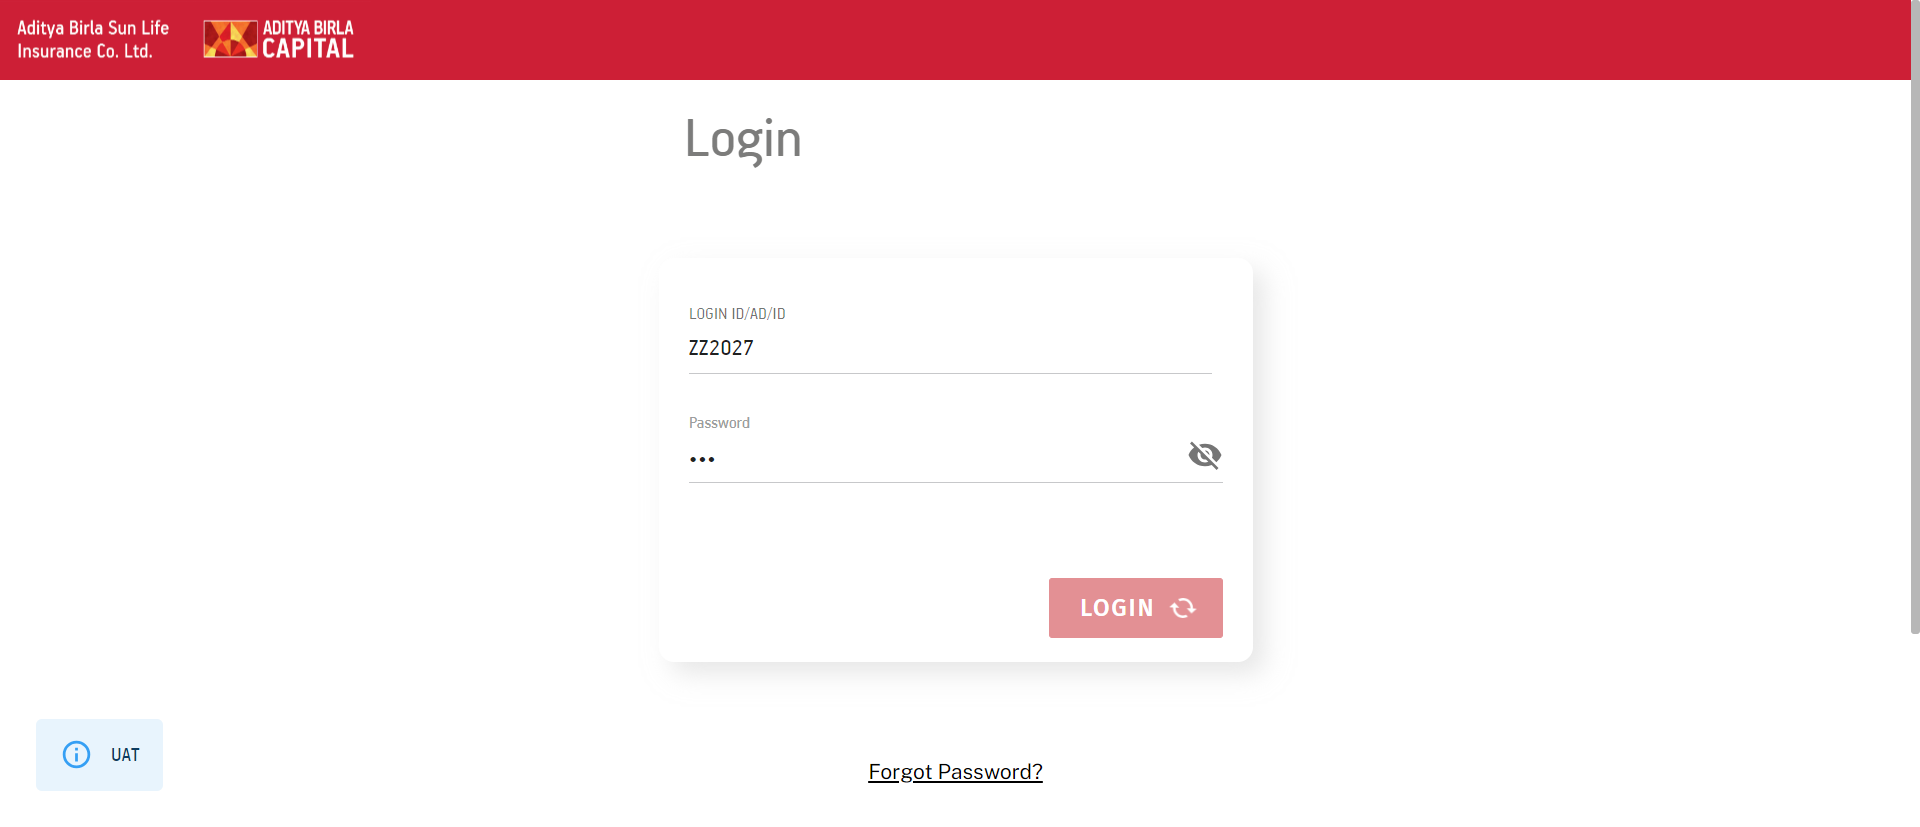 Aditya Birla Sun Life
Insurance Co. Ltd.
ADITYA BIRLA
CAPITAL
Login
LOGIN ID/AD/ID
ZZ2027
Password
•••
LOGIN
UAT
Forgot Password?